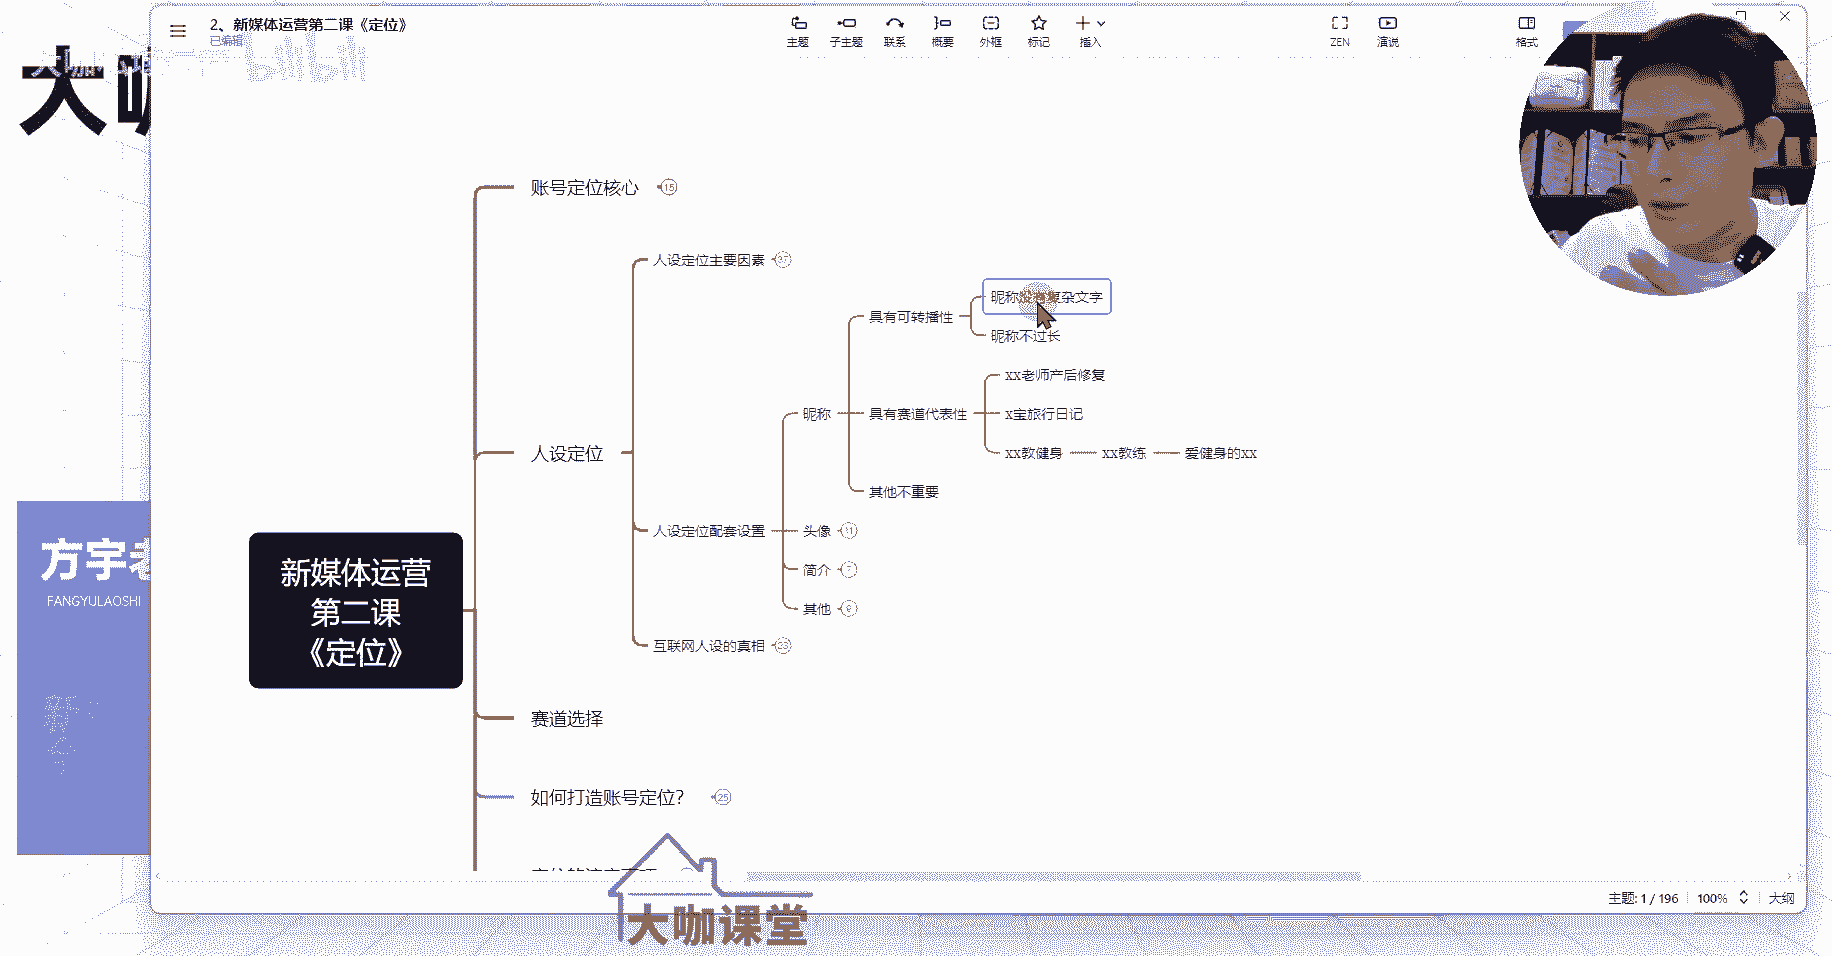 2、新媒体运营第二课《定位》
已编辑
主题
子主题
联系
概要
外框
标记
插入
ZEN
演说
格式
大咖
bilibili
账号定位核心 15
人设定位主要因素 37
昵称没有复杂文字
具有可转播性
昵称不过长
xx老师产后修复
昵称
具有赛道代表性
x宝旅行日记
人设定位
xx教健身
xx教练
爱健身的xx
其他不重要
人设定位配套设置
头像 11
简介 7
其他 9
互联网人设的真相 23
新媒体运营
第二课
《定位》
赛道选择
如何打造账号定位? 25
方宇老
FANGYULAOSHI
主题: 1 / 196
100%
大纲
大咖课堂